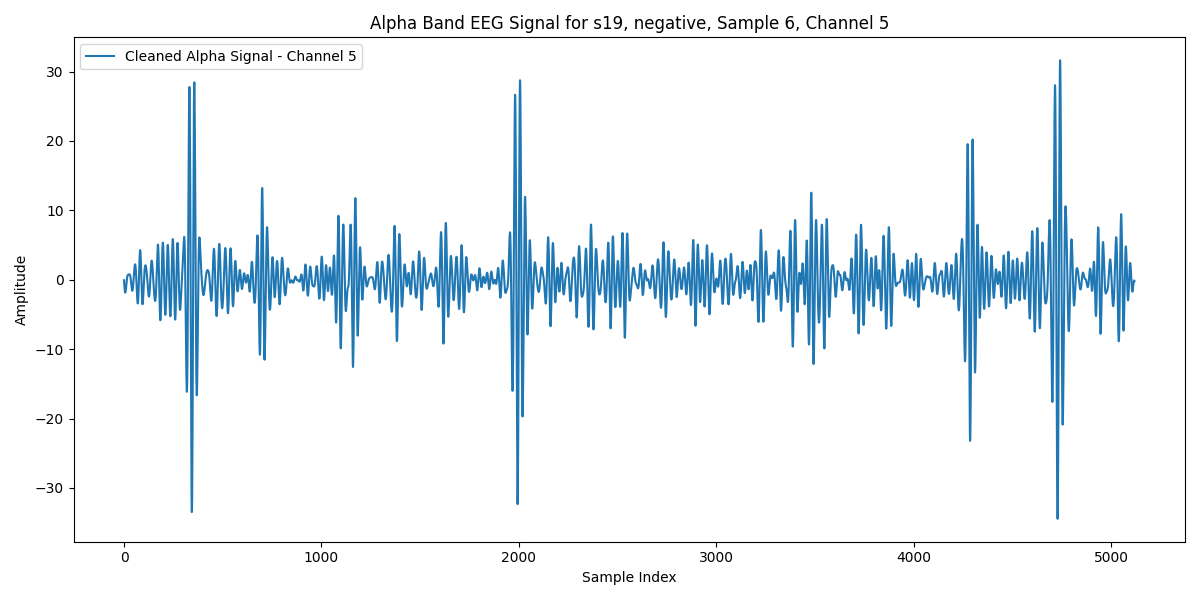 Alpha Band EEG Signal for s19, negative, Sample 6, Channel 5
Cleaned Alpha Signal - Channel 5
30
20
10
0
−10
−20
−30
Amplitude
0 1000 2000 3000 4000 5000
Sample Index